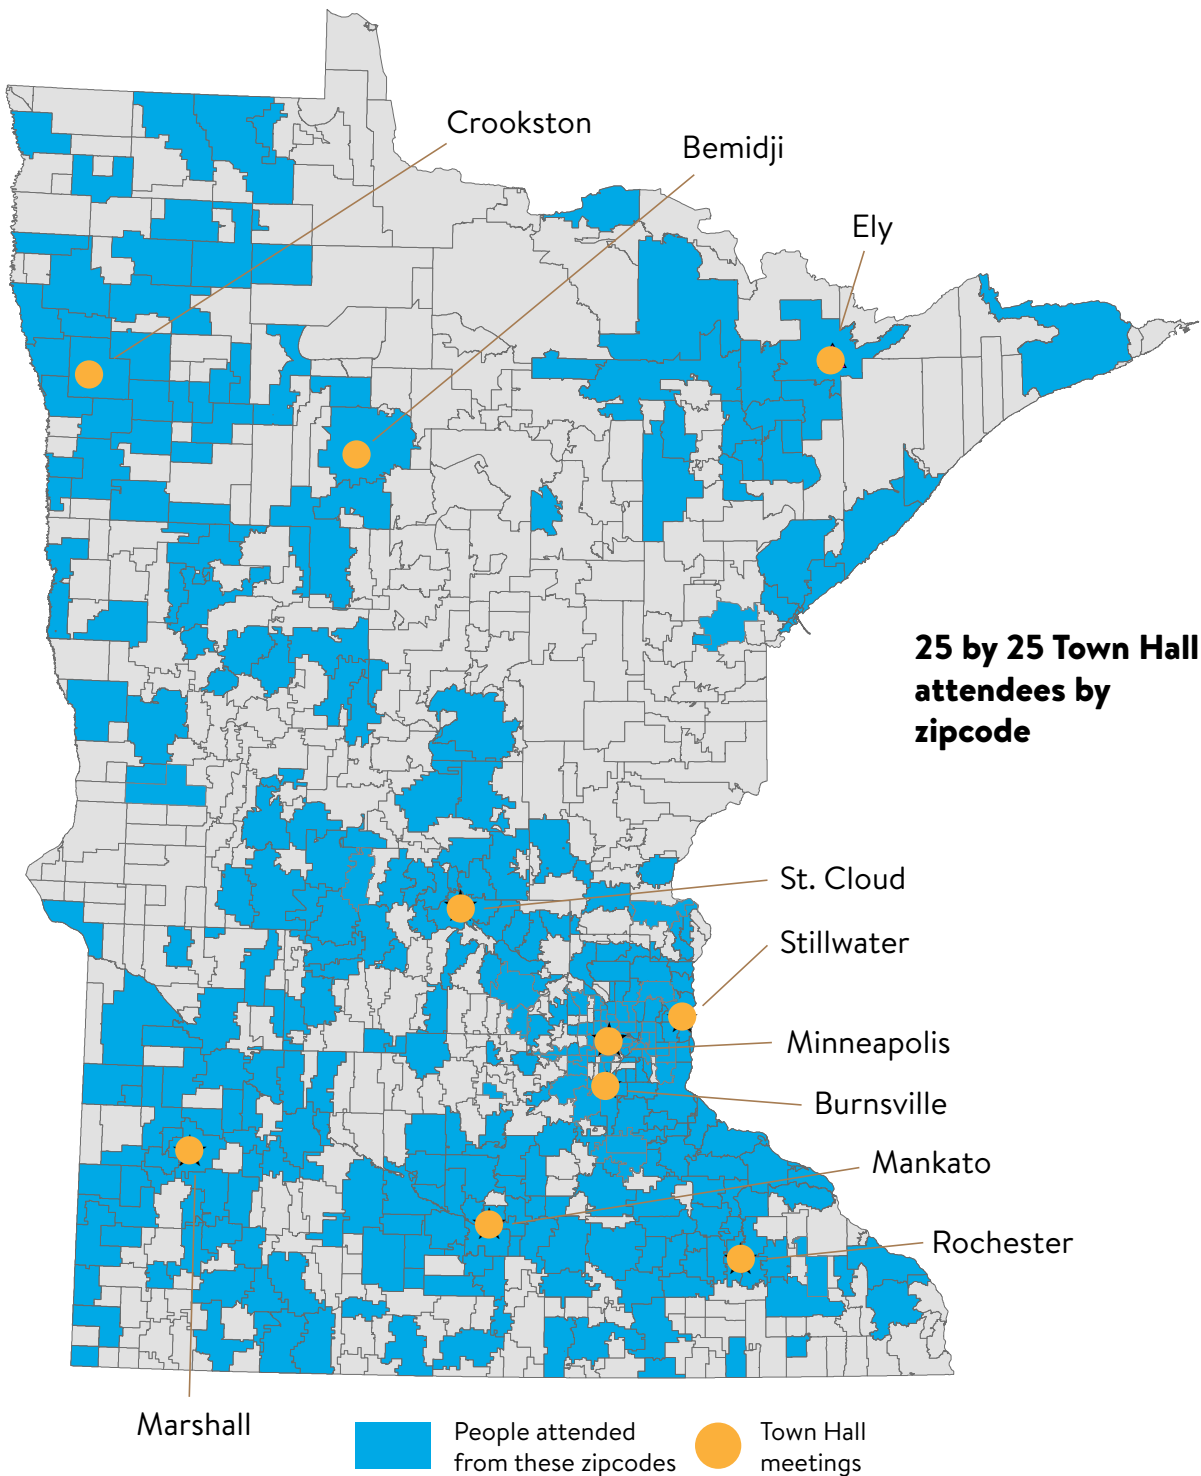 Crookston
Bemidji
Ely
25 by 25 Town Hall
attendees by
zipcode
St. Cloud
Stillwater
Minneapolis
Burnsville
Mankato
Rochester
Marshall
People attended
from these zipcodes
Town Hall
meetings